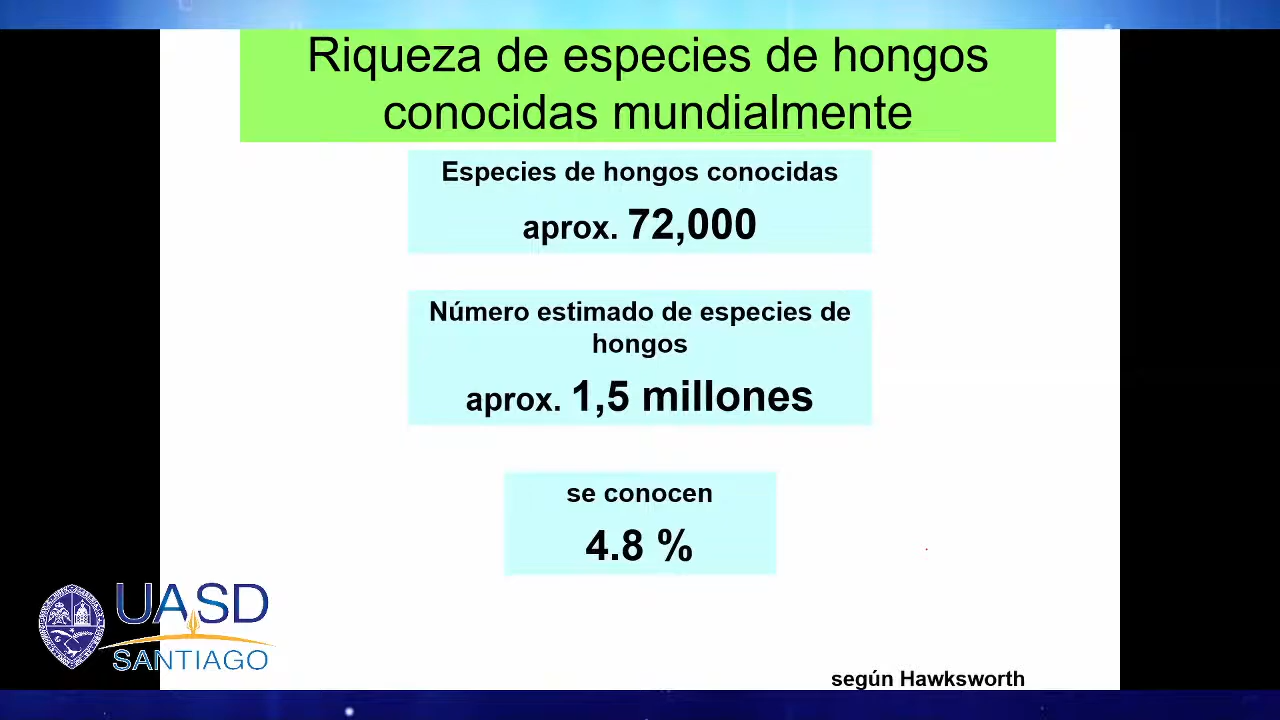 Riqueza de especies de hongos
conocidas mundialmente
Especies de hongos conocidas
aprox. 72,000
Número estimado de especies de
hongos
aprox. 1,5 millones
se conocen
4.8 %
UASD
SANTIAGO
según Hawksworth